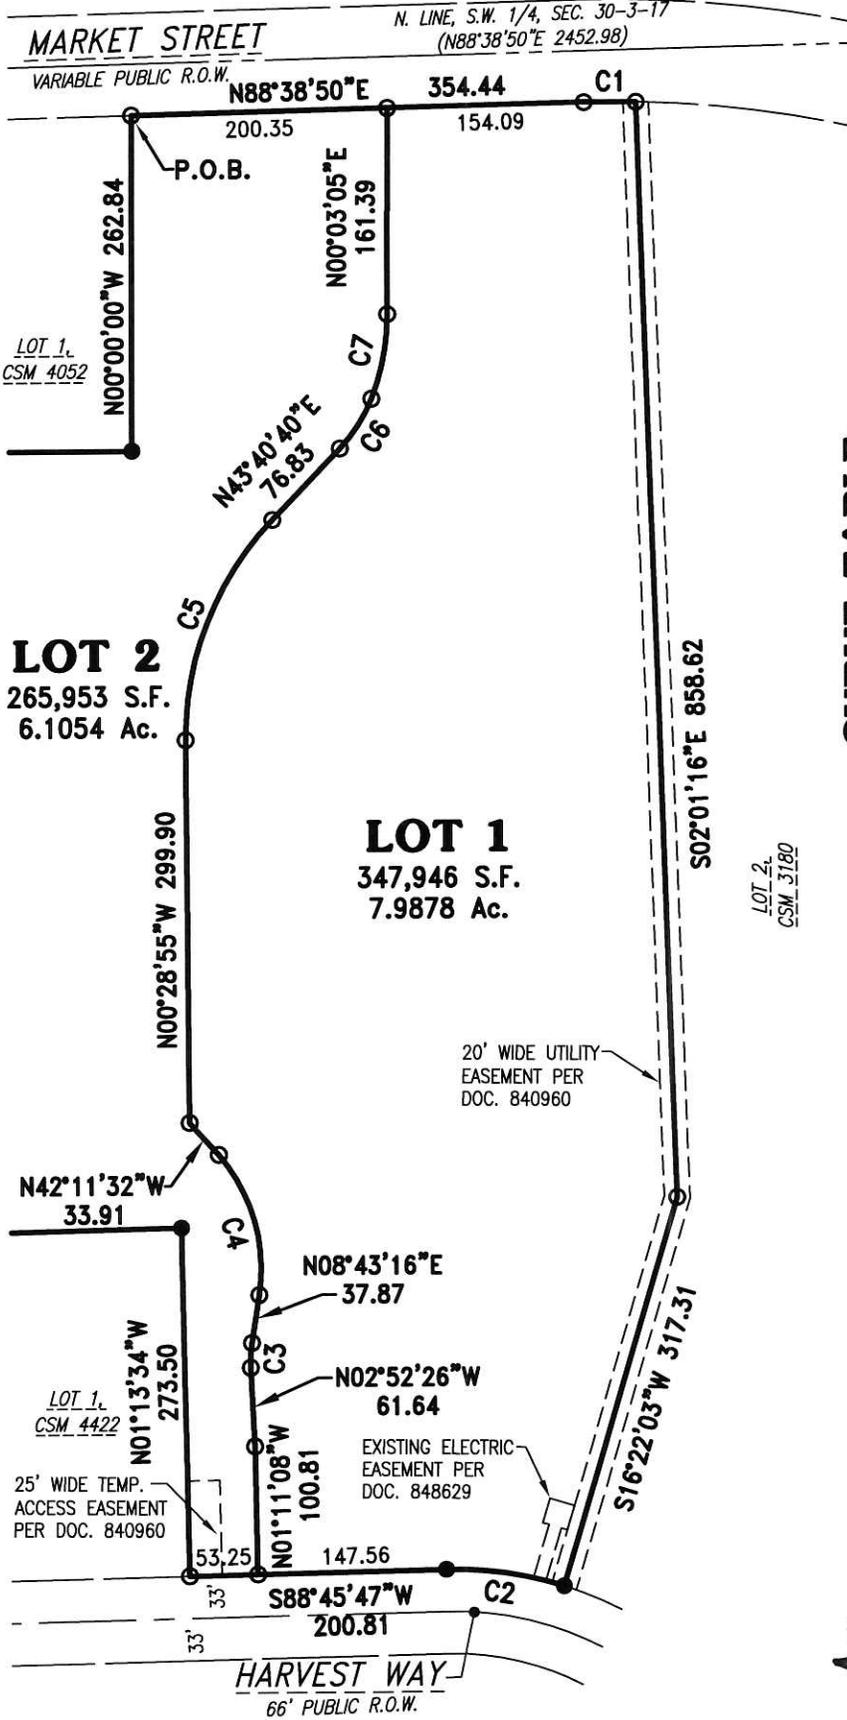 N. LINE, S.W. 1/4, SEC. 30-3-17
(N88°38'50"E 2452.98)
MARKET STREET
VARIABLE PUBLIC R.O.W.
N88°38'50"E 354.44 C1
200.35 154.09
P.O.B.
N00°00'00"W 262.84
N00°03'05"E
161.39
LOT 1,
CSM 4052
C7
C6
N43°40'40"E
76.83
C5
LOT 2
265,953 S.F.
6.1054 Ac.
S02°01'16"E 858.62
LOT 1
347,946 S.F.
7.9878 Ac.
LOT 2,
CSM 3180
N00°28'55"W 299.90
20' WIDE UTILITY
EASEMENT PER
DOC. 840960
N42°11'32"W
33.91
C4
N08°43'16"E
37.87
C3
N02°52'26"W
61.64
S16°22'03"W 317.31
N01°13'34"W
273.50
LOT 1,
CSM 4422
N01°11'08"W
100.81
EXISTING ELECTRIC
EASEMENT PER
DOC. 848629
25' WIDE TEMP.
ACCESS EASEMENT
PER DOC. 840960
53.25 147.56
33'
S88°45'47"W
200.81
C2
33'
HARVEST WAY
66' PUBLIC R.O.W.